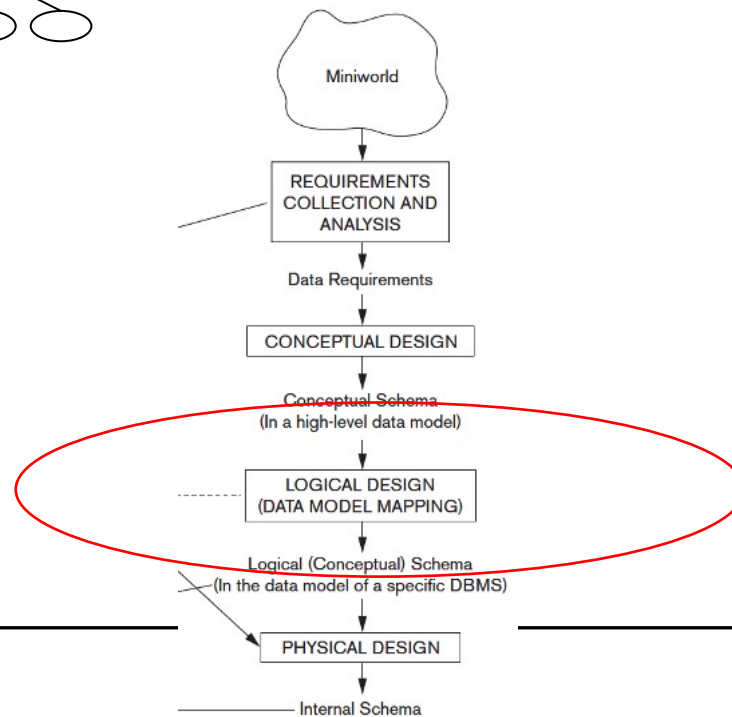 Miniworld
REQUIREMENTS
COLLECTION AND
ANALYSIS
Data Requirements
CONCEPTUAL DESIGN
Conceptual Schema
(In a high-level data model)
LOGICAL DESIGN
(DATA MODEL MAPPING)
Logical (Conceptual) Schema
(In the data model of a specific DBMS)
PHYSICAL DESIGN
Internal Schema